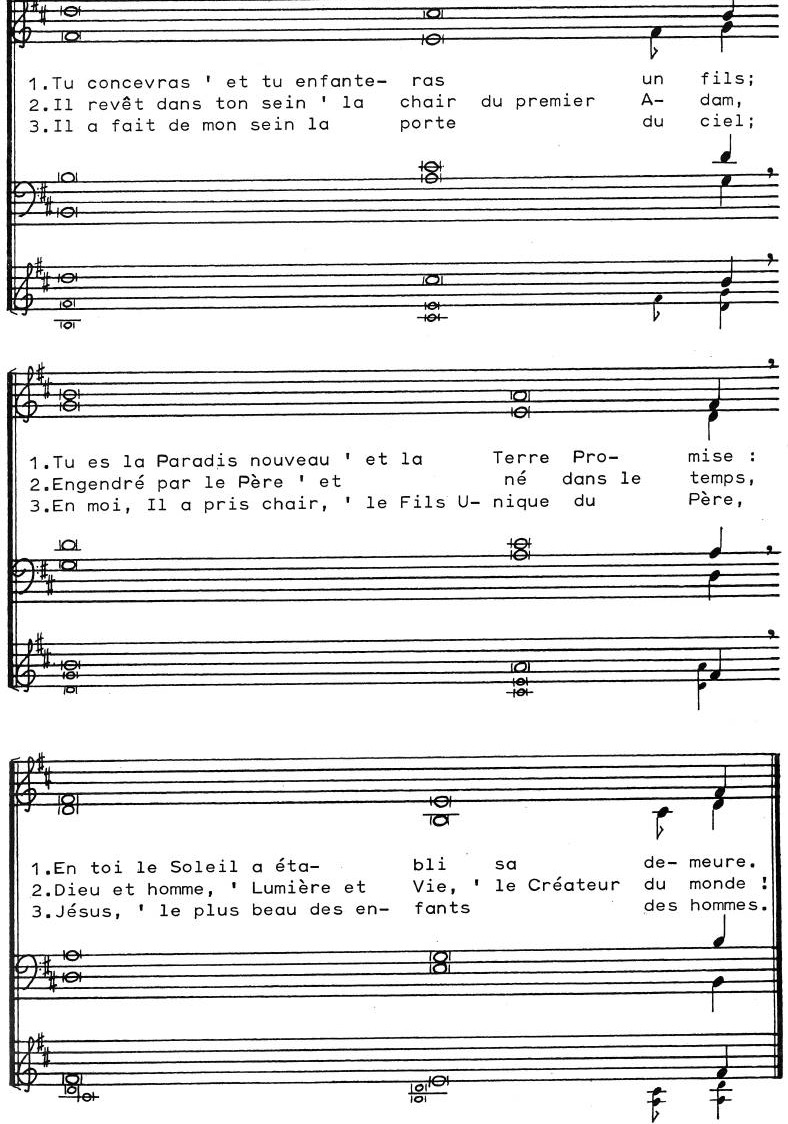 1.Tu concevras ' et tu enfante- ras un fils;
2.Il revêt dans ton sein ' la chair du premier A- dam,
3.Il a fait de mon sein la porte du ciel;
1.Tu es la Paradis nouveau ' et la Terre Pro- mise :
2.Engendré par le Père ' et né dans le temps,
3.En moi, Il a pris chair, ' le Fils U- nique du Père,
1.En toi le Soleil a éta- bli sa de- meure.
2.Dieu et homme, ' Lumière et Vie, ' le Créateur du monde !
3.Jésus, ' le plus beau des en- fants des hommes.